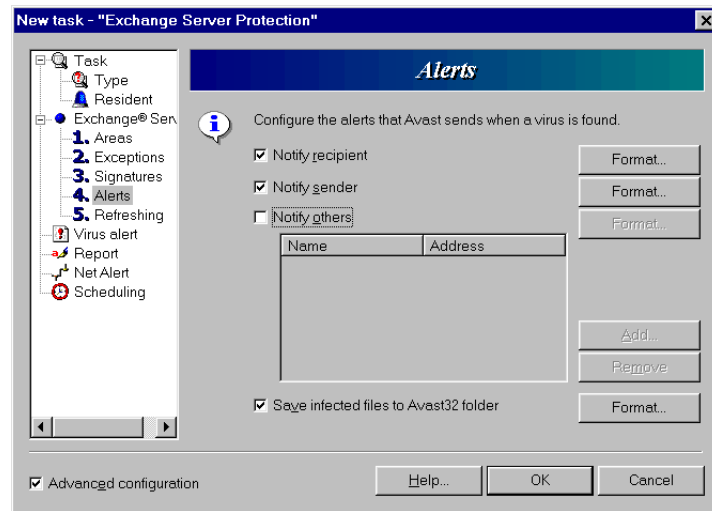 New task - "Exchange Server Protection"
Task
Type
Resident
Exchange® Serv
1. Areas
2. Exceptions
3. Signatures
4. Alerts
5. Refreshing
Virus alert
Report
Net Alert
Scheduling
Alerts
Configure the alerts that Avast sends when a virus is found.
Notify recipient
Format...
Notify sender
Format...
Notify others
Format...
Name Address
Add...
Remove
Save infected files to Avast32 folder
Format...
Advanced configuration
Help...
OK
Cancel